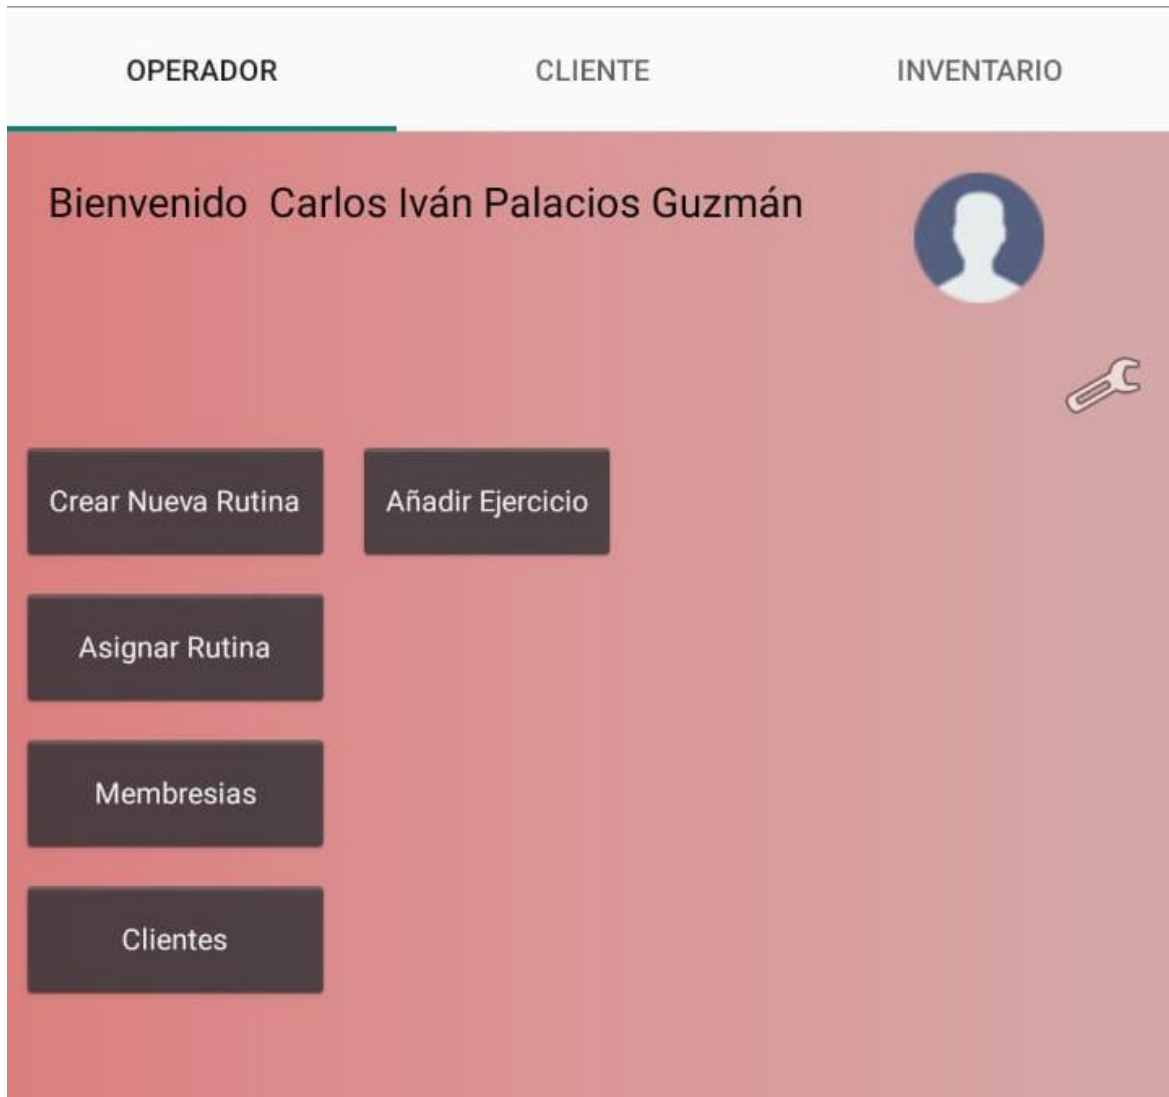 OPERADOR CLIENTE INVENTARIO
Bienvenido Carlos Iván Palacios Guzmán
Crear Nueva Rutina Añadir Ejercicio
Asignar Rutina
Membresias
Clientes